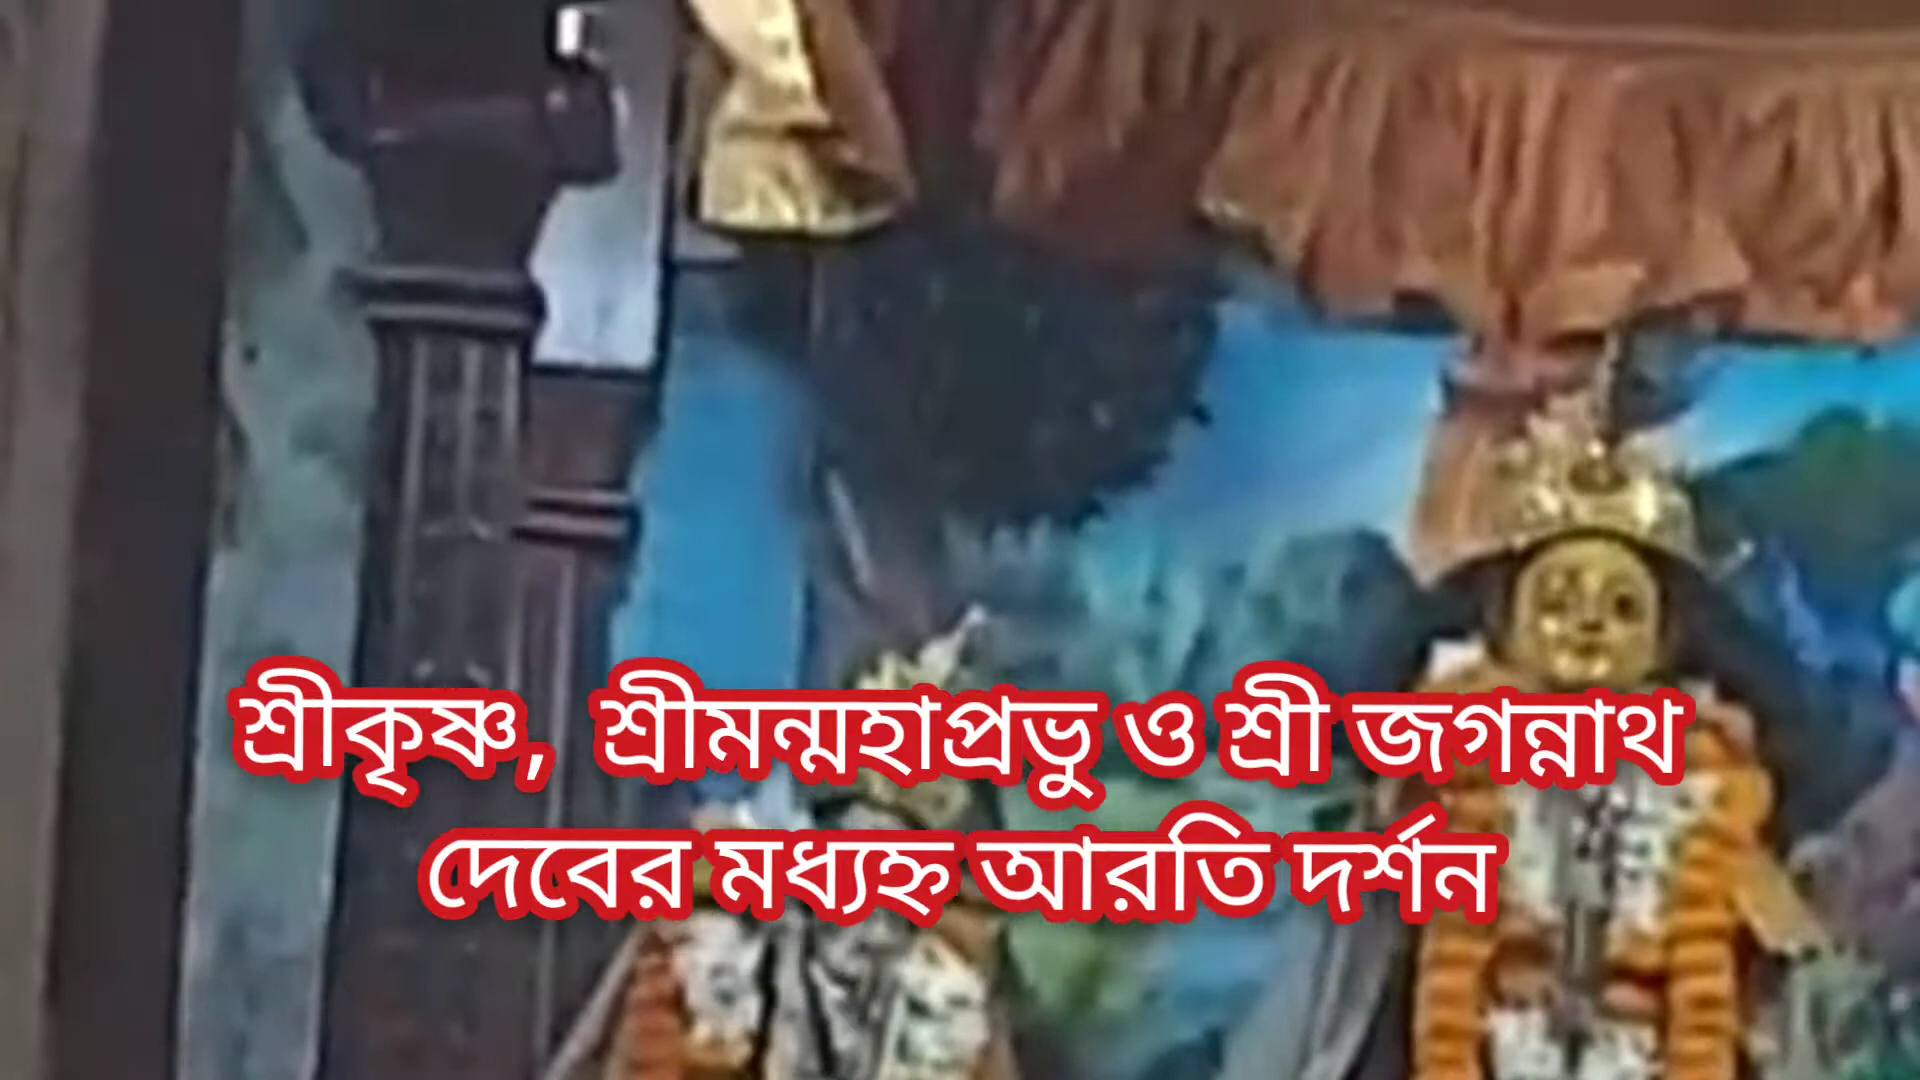 শ্রীকৃষ্ণ, শ্রীমন্মহাপ্রভু ও শ্রী জগন্নাথ
দেবের মধ্যহ্ন আরতি দর্শন